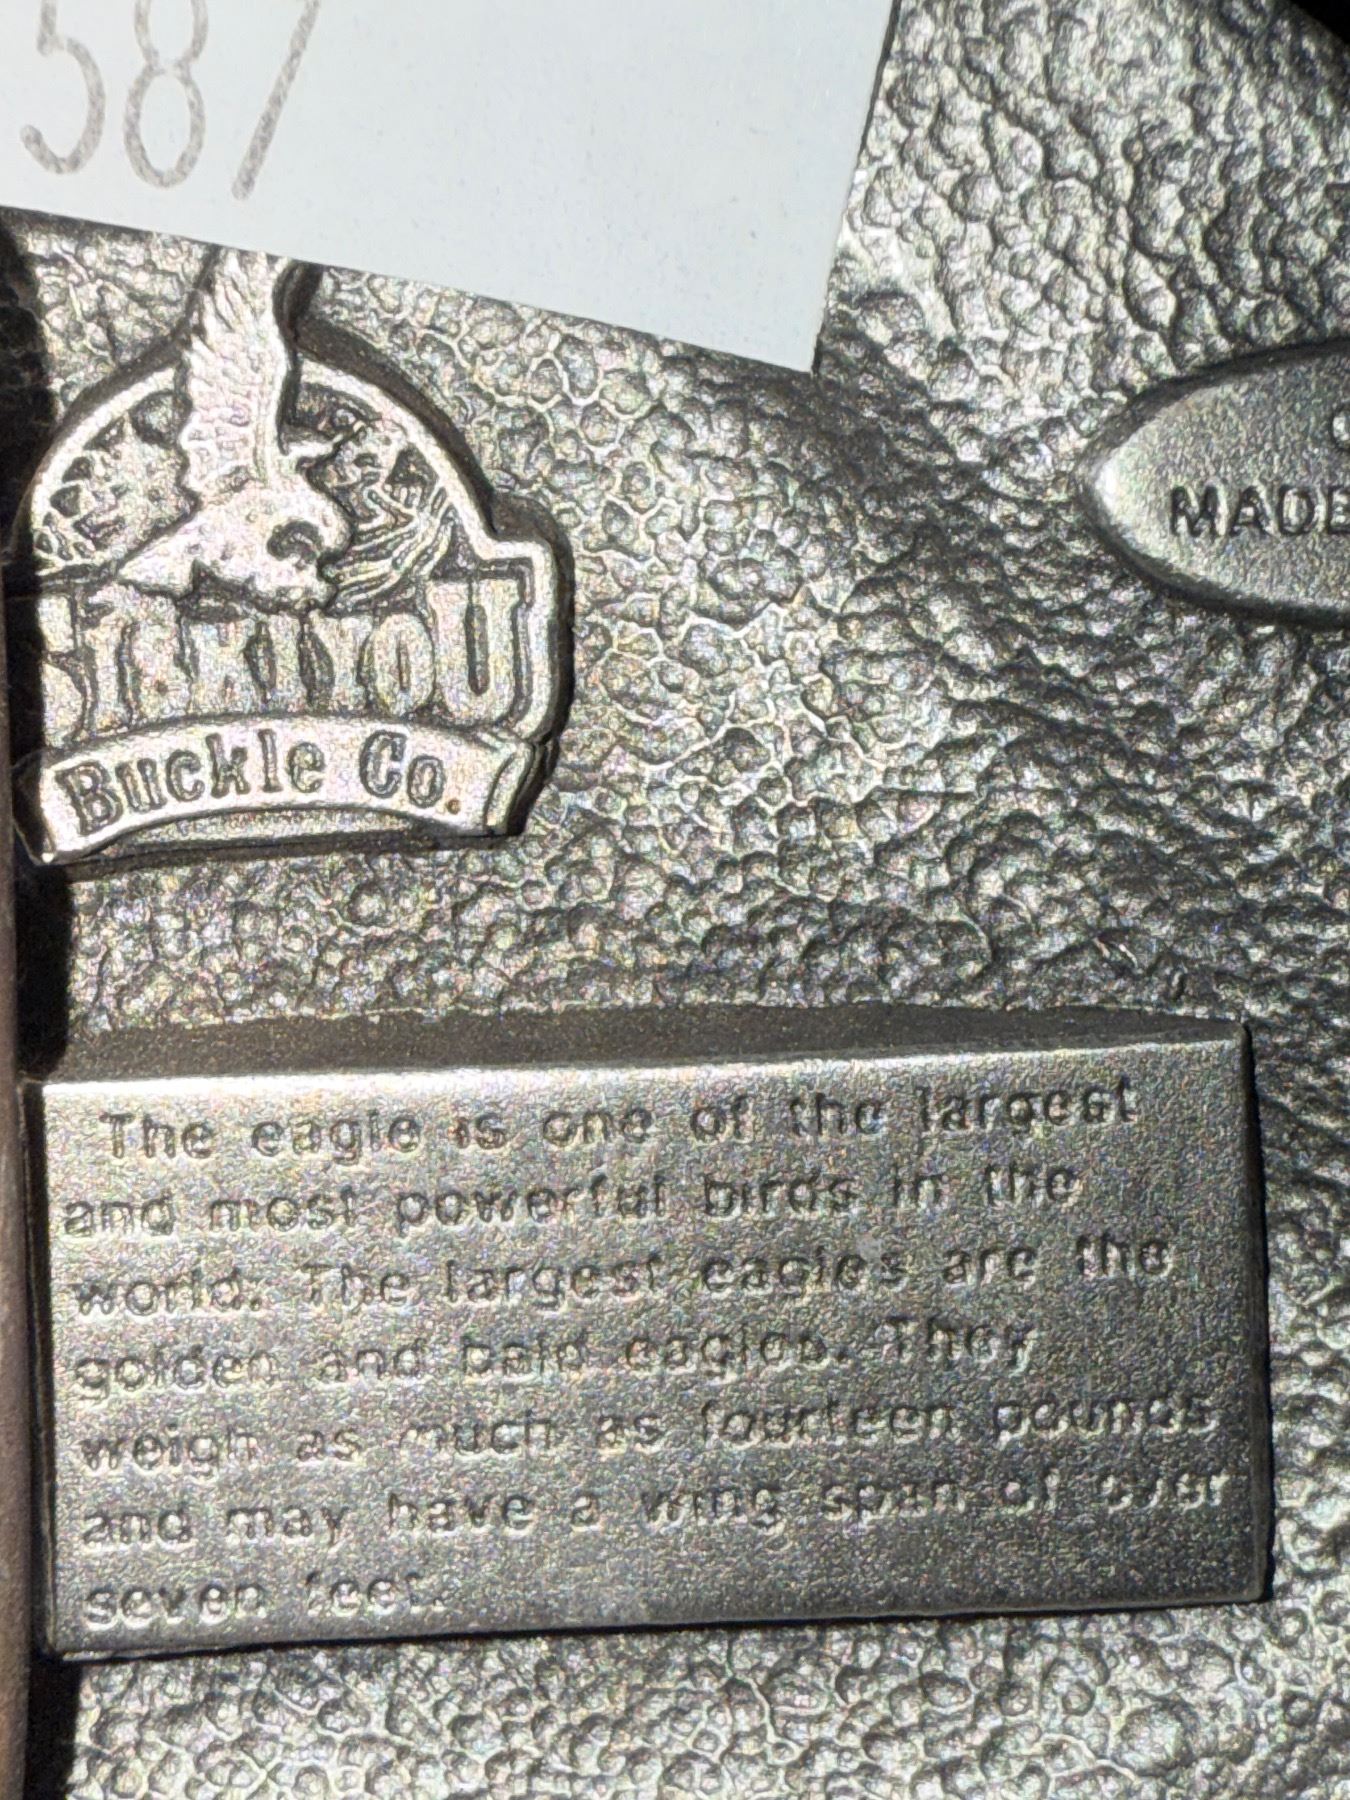 587
MADE
SISKIYOU
Buckle Co.
The eagle is one of the largest
and most powerful birds in the
world. The largest eagles are the
golden and bald eagles. They
weigh as much as fourteen pounds
and may have a wing span of over
seven feet.